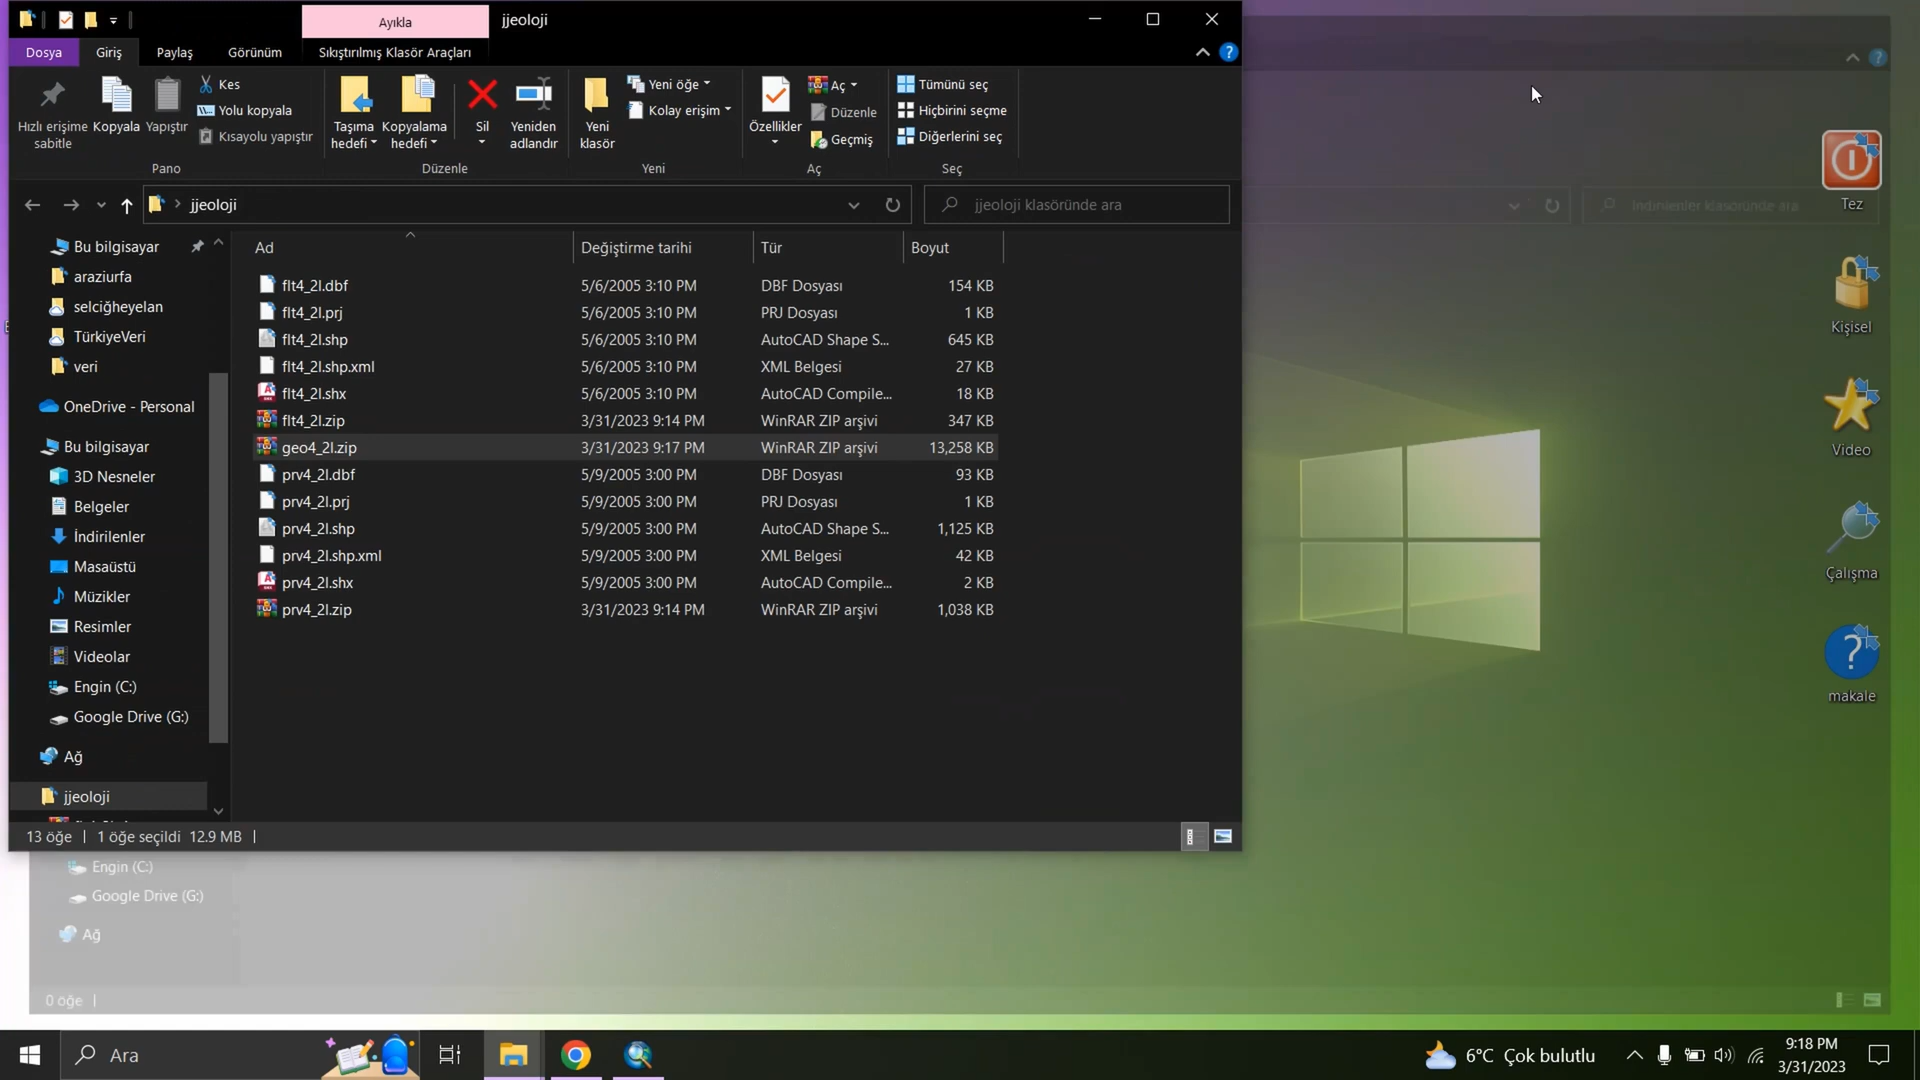 Ayıkla
jjeoloji
Dosya
Giriş
Paylaş
Görünüm
Sıkıştırılmış Klasör Araçları
Hızlı erişime sabitle
Kopyala
Yapıştır
Kes
Yolu kopyala
Kısayolu yapıştır
Pano
Taşıma hedefi
Kopyalama hedefi
Sil
Yeniden adlandır
Düzenle
Yeni klasör
Yeni öğe
Kolay erişim
Yeni
Özellikler
Aç
Düzenle
Geçmiş
Aç
Tümünü seç
Hiçbirini seçme
Diğerlerini seç
Seç
jjeoloji
jjeoloji klasöründe ara
İndirilenler klasöründe ara
Bu bilgisayar
araziurfa
selciğheyelan
TürkiyeVeri
veri
OneDrive - Personal
Bu bilgisayar
3D Nesneler
Belgeler
İndirilenler
Masaüstü
Müzikler
Resimler
Videolar
Engin (C:)
Google Drive (G:)
Ağ
jjeoloji
Ad Değiştirme tarihi Tür Boyut
flt4_2l.dbf 5/6/2005 3:10 PM DBF Dosyası 154 KB
flt4_2l.prj 5/6/2005 3:10 PM PRJ Dosyası 1 KB
flt4_2l.shp 5/6/2005 3:10 PM AutoCAD Shape S... 645 KB
flt4_2l.shp.xml 5/6/2005 3:10 PM XML Belgesi 27 KB
flt4_2l.shx 5/6/2005 3:10 PM AutoCAD Compile... 18 KB
flt4_2l.zip 3/31/2023 9:14 PM WinRAR ZIP arşivi 347 KB
geo4_2l.zip 3/31/2023 9:17 PM WinRAR ZIP arşivi 13,258 KB
prv4_2l.dbf 5/9/2005 3:00 PM DBF Dosyası 93 KB
prv4_2l.prj 5/9/2005 3:00 PM PRJ Dosyası 1 KB
prv4_2l.shp 5/9/2005 3:00 PM AutoCAD Shape S... 1,125 KB
prv4_2l.shp.xml 5/9/2005 3:00 PM XML Belgesi 42 KB
prv4_2l.shx 5/9/2005 3:00 PM AutoCAD Compile... 2 KB
prv4_2l.zip 3/31/2023 9:14 PM WinRAR ZIP arşivi 1,038 KB
13 öğe 1 öğe seçildi 12.9 MB
Engin (C:)
Google Drive (G:)
Ağ
0 öğe
Tez
Kişisel
Video
Çalışma
makale
Ara
6°C Çok bulutlu
9:18 PM
3/31/2023